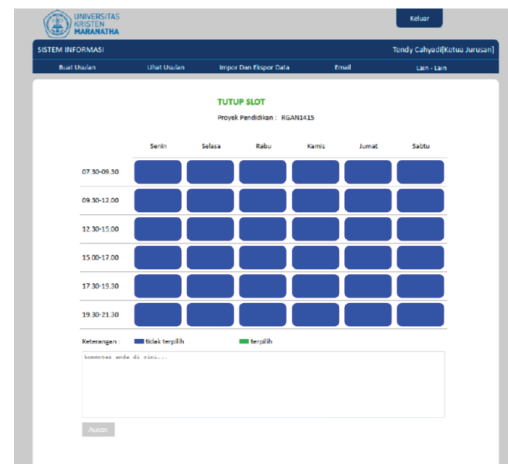 UNIVERSITAS
KRISTEN
MARANATHA
Keluar
SISTEM INFORMASI
Tendy Cahyadi[Ketua Jurusan]
Buat Usulan
Lihat Usulan
Impor Dan Ekspor Data
Email
Lain - Lain
TUTUP SLOT
Proyek Pendidikan : RGAN1415
Senin Selasa Rabu Kamis Jumat Sabtu
07.30-09.30
09.30-12.00
12.30-15.00
15.00-17.00
17.30-19.30
19.30-21.30
Keterangan : tidak terpilih terpilih
komentar anda di sini...